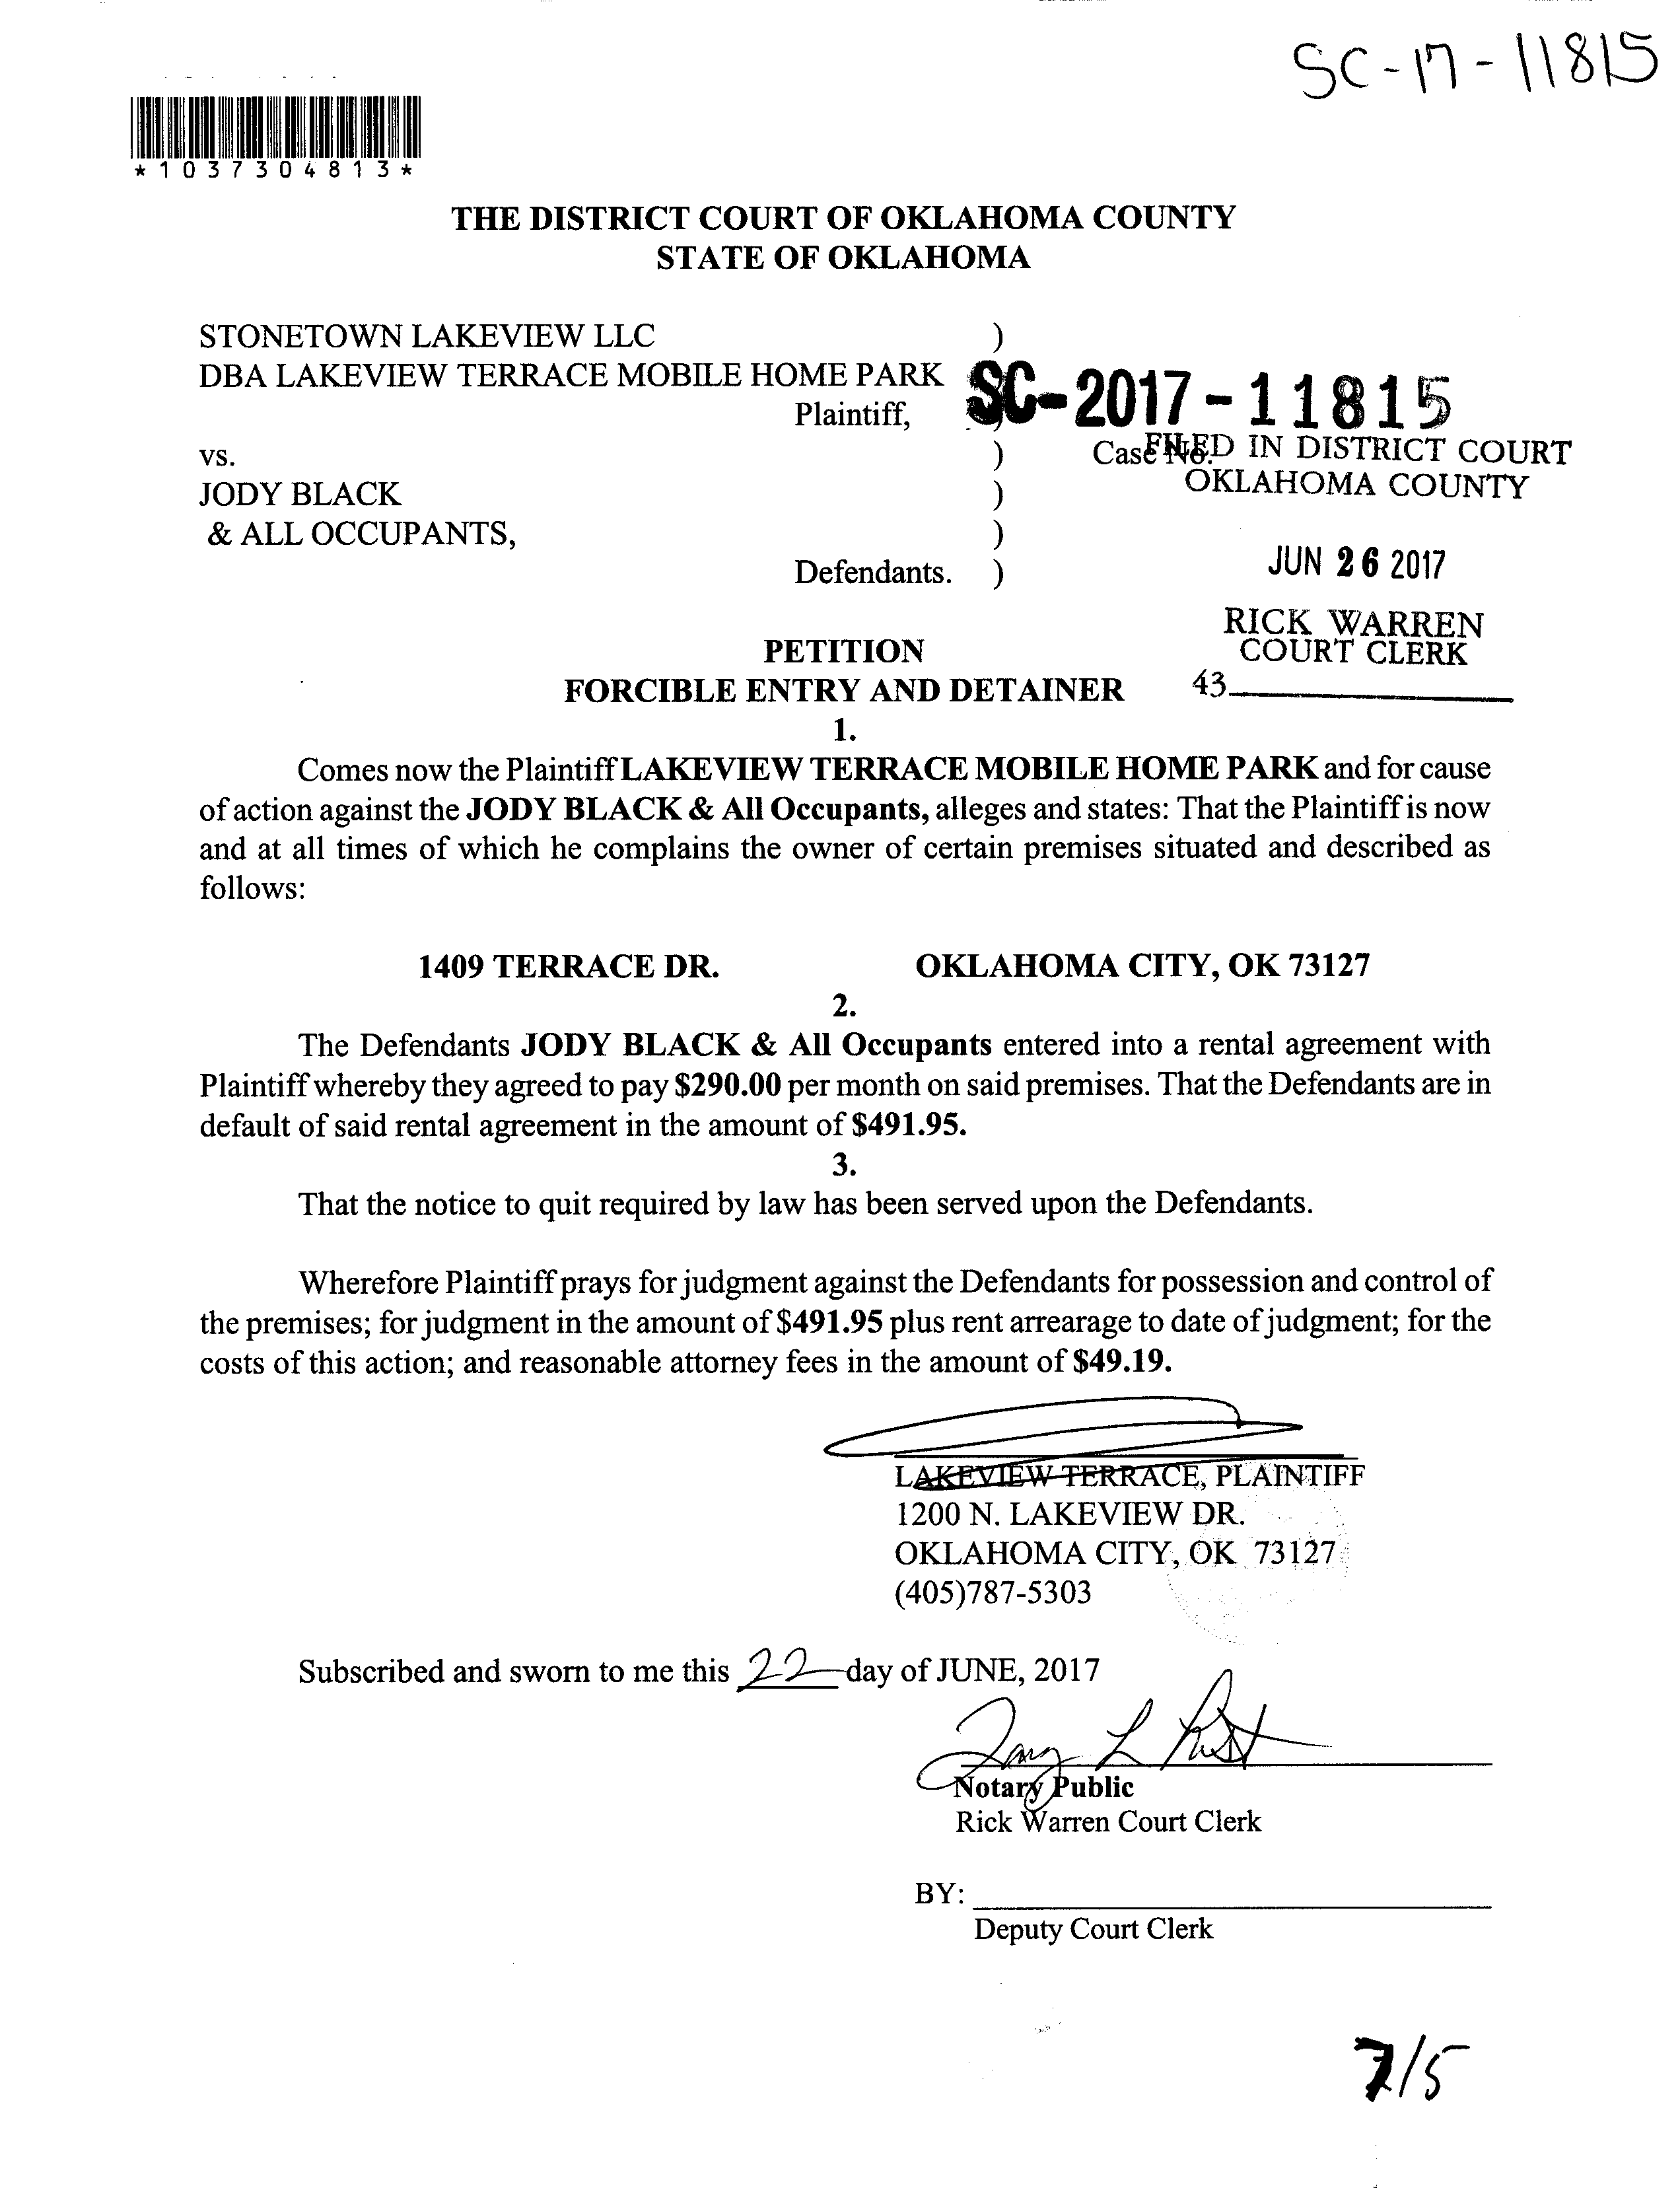 SC-17-11815
*1037304813*
THE DISTRICT COURT OF OKLAHOMA COUNTY
STATE OF OKLAHOMA
STONETOWN LAKEVIEW LLC )
DBA LAKEVIEW TERRACE MOBILE HOME PARK
SC-2017-11815
Plaintiff, )
vs. ) Case No.
FILED IN DISTRICT COURT
OKLAHOMA COUNTY
JODY BLACK )
& ALL OCCUPANTS, )
Defendants. )
JUN 26 2017
RICK WARREN
COURT CLERK
43
PETITION
FORCIBLE ENTRY AND DETAINER
1.
Comes now the Plaintiff LAKEVIEW TERRACE MOBILE HOME PARK and for cause
of action against the JODY BLACK & All Occupants, alleges and states: That the Plaintiff is now
and at all times of which he complains the owner of certain premises situated and described as
follows:
1409 TERRACE DR. OKLAHOMA CITY, OK 73127
2.
The Defendants JODY BLACK & All Occupants entered into a rental agreement with
Plaintiff whereby they agreed to pay $290.00 per month on said premises. That the Defendants are in
default of said rental agreement in the amount of $491.95.
3.
That the notice to quit required by law has been served upon the Defendants.
Wherefore Plaintiff prays for judgment against the Defendants for possession and control of
the premises; for judgment in the amount of $491.95 plus rent arrearage to date of judgment; for the
costs of this action; and reasonable attorney fees in the amount of $49.19.
LAKEVIEW TERRACE, PLAINTIFF
1200 N. LAKEVIEW DR.
OKLAHOMA CITY, OK 73127
(405)787-5303
Subscribed and sworn to me this 22 day of JUNE, 2017
Notary Public
Rick Warren Court Clerk
BY:
Deputy Court Clerk
7/5